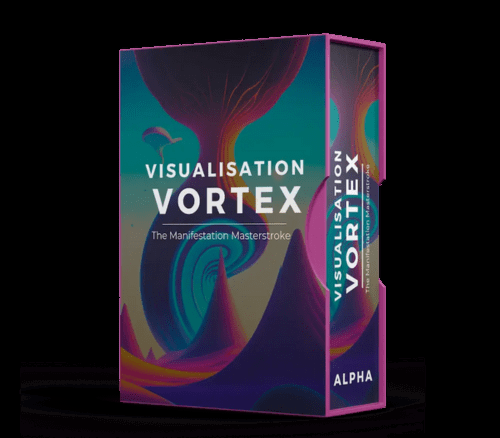 VISUALISATION
VORTEX
The Manifestation Masterstroke
VISUALISATION
VORTEX
The Manifestation Masterstroke
ALPHA